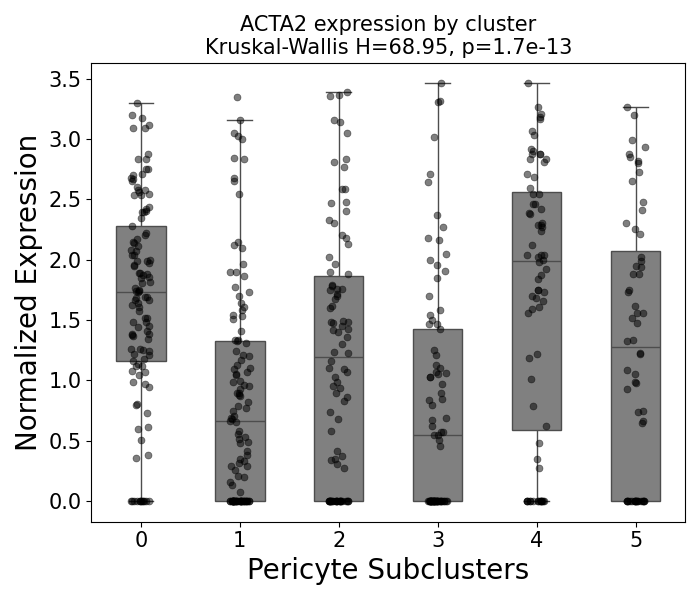 ACTA2 expression by cluster
Kruskal-Wallis H=68.95, p=1.7e-13
Normalized Expression
3.5
3.0
2.5
2.0
1.5
1.0
0.5
0.0
0 1 2 3 4 5
Pericyte Subclusters